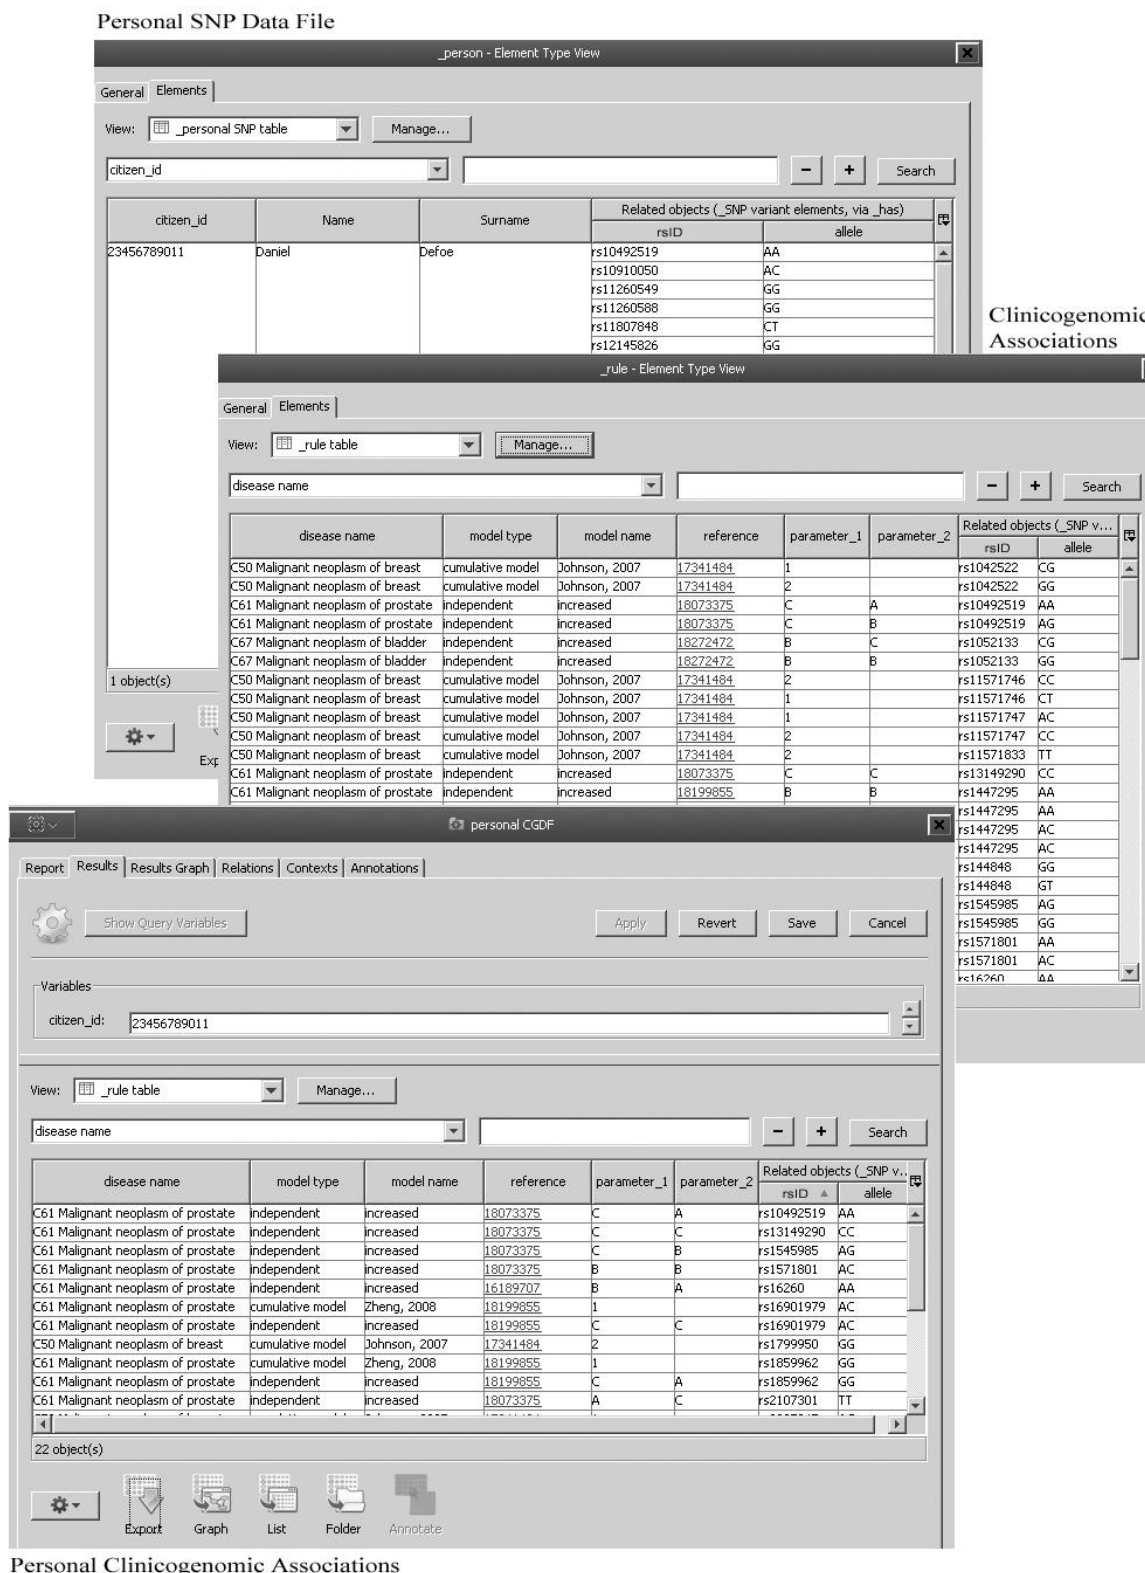 Personal SNP Data File
_person - Element Type View
General Elements
View: _personal SNP table Manage...
citizen_id - + Search
citizen_id Name Surname Related objects (_SNP variant elements, via _has)
rsID allele
23456789011 Daniel Defoe rs10492519 AA
rs10910050 AC
rs11260549 GG
rs11260588 GG
rs11807848 CT
rs12145826 GG
1 object(s)
Exp
Clinicogenomic
Associations
_rule - Element Type View
General Elements
View: _rule table Manage...
disease name - + Search
disease name model type model name reference parameter_1 parameter_2 Related objects (_SNP v...
rsID allele
C50 Malignant neoplasm of breast cumulative model Johnson, 2007 17341484 1 rs1042522 CG
C50 Malignant neoplasm of breast cumulative model Johnson, 2007 17341484 2 rs1042522 GG
C61 Malignant neoplasm of prostate independent increased 18073375 C A rs10492519 AA
C61 Malignant neoplasm of prostate independent increased 18073375 C B rs10492519 AG
C67 Malignant neoplasm of bladder independent increased 18272472 B C rs1052133 CG
C67 Malignant neoplasm of bladder independent increased 18272472 B B rs1052133 GG
C50 Malignant neoplasm of breast cumulative model Johnson, 2007 17341484 2 rs11571746 CC
C50 Malignant neoplasm of breast cumulative model Johnson, 2007 17341484 1 rs11571746 CT
C50 Malignant neoplasm of breast cumulative model Johnson, 2007 17341484 1 rs11571747 AC
C50 Malignant neoplasm of breast cumulative model Johnson, 2007 17341484 2 rs11571747 CC
C50 Malignant neoplasm of breast cumulative model Johnson, 2007 17341484 2 rs11571833 TT
C61 Malignant neoplasm of prostate independent increased 18073375 C C rs13149290 CC
C61 Malignant neoplasm of prostate independent increased 18199855 B B rs1447295 AA
rs1447295 AA
rs1447295 AC
rs1447295 AC
rs144848 GG
rs144848 GT
rs1545985 AG
rs1545985 GG
rs1571801 AA
rs1571801 AC
rs16260 AA
personal CGDF
Report Results Results Graph Relations Contexts Annotations
Show Query Variables Apply Revert Save Cancel
Variables
citizen_id: 23456789011
View: _rule table Manage...
disease name - + Search
disease name model type model name reference parameter_1 parameter_2 Related objects (_SNP v..
rsID allele
C61 Malignant neoplasm of prostate independent increased 18073375 C A rs10492519 AA
C61 Malignant neoplasm of prostate independent increased 18073375 C C rs13149290 CC
C61 Malignant neoplasm of prostate independent increased 18073375 C B rs1545985 AG
C61 Malignant neoplasm of prostate independent increased 18073375 B B rs1571801 AC
C61 Malignant neoplasm of prostate independent increased 16189707 B A rs16260 AA
C61 Malignant neoplasm of prostate cumulative model Zheng, 2008 18199855 1 rs16901979 AC
C61 Malignant neoplasm of prostate independent increased 18199855 C C rs16901979 AC
C50 Malignant neoplasm of breast cumulative model Johnson, 2007 17341484 2 rs1799950 GG
C61 Malignant neoplasm of prostate cumulative model Zheng, 2008 18199855 1 rs1859962 GG
C61 Malignant neoplasm of prostate independent increased 18199855 C A rs1859962 GG
C61 Malignant neoplasm of prostate independent increased 18073375 A C rs2107301 TT
22 object(s)
Export Graph List Folder Annotate
Personal Clinicogenomic Associations